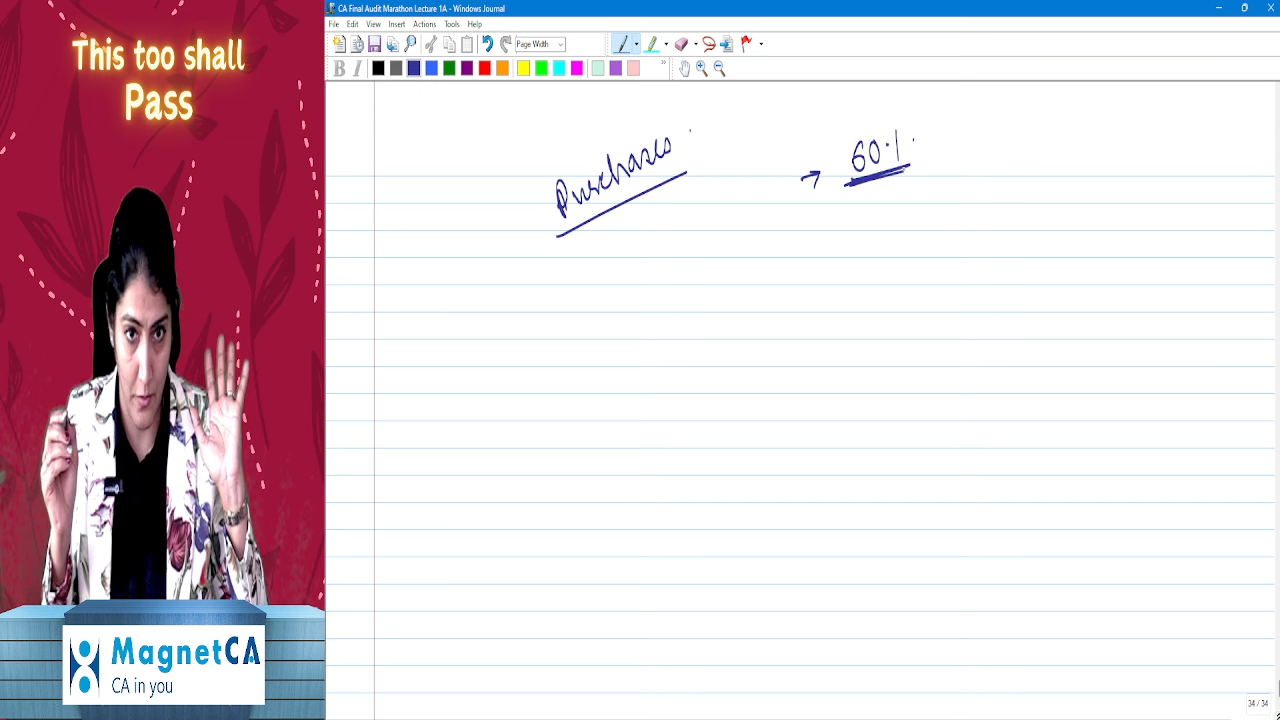 This too shall
Pass
CA Final Audit Marathon Lecture 1A - Windows Journal
File Edit View Insert Actions Tools Help
Page Width
B I
Purchases
→ 60%
MagnetCA
CA in you
34 / 34